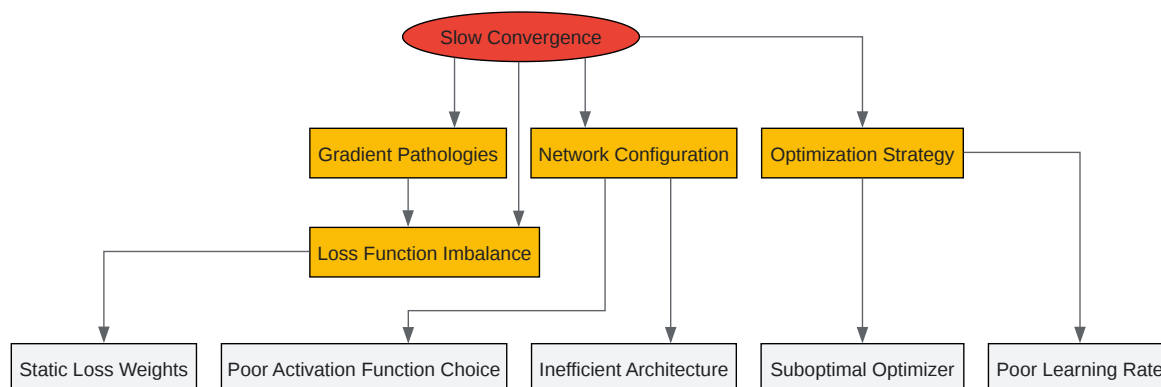 Slow Convergence
Gradient Pathologies
Network Configuration
Optimization Strategy
Loss Function Imbalance
Static Loss Weights
Poor Activation Function Choice
Inefficient Architecture
Suboptimal Optimizer
Poor Learning Rate